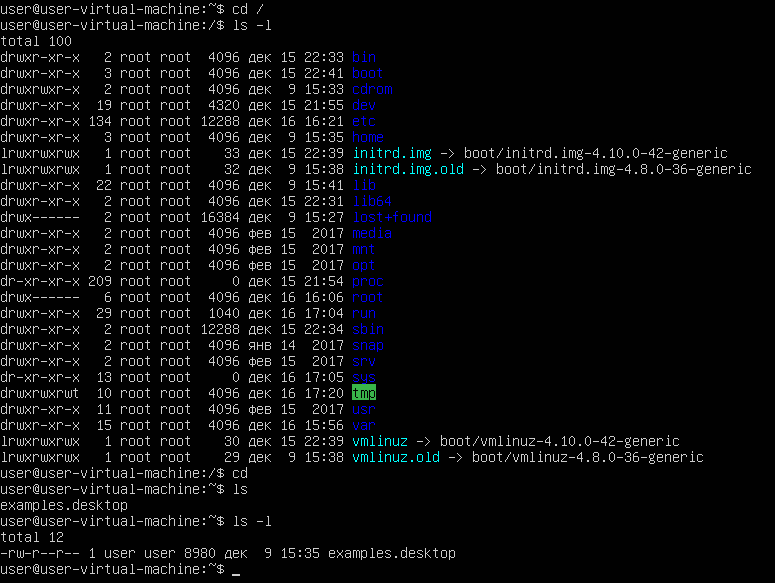 user@user-virtual-machine:~$ cd /
user@user-virtual-machine:/$ ls -l
total 100
drwxr-xr-x   2 root root  4096 дек 15 22:33 bin
drwxr-xr-x   3 root root  4096 дек 15 22:41 boot
drwxrwxr-x   2 root root  4096 дек  9 15:33 cdrom
drwxr-xr-x  19 root root  4320 дек 15 21:55 dev
drwxr-xr-x 134 root root 12288 дек 16 16:21 etc
drwxr-xr-x   3 root root  4096 дек  9 15:35 home
lrwxrwxrwx   1 root root    33 дек 15 22:39 initrd.img -> boot/initrd.img-4.10.0-42-generic
lrwxrwxrwx   1 root root    32 дек  9 15:38 initrd.img.old -> boot/initrd.img-4.8.0-36-generic
drwxr-xr-x  22 root root  4096 дек  9 15:41 lib
drwxr-xr-x   2 root root  4096 дек 15 22:31 lib64
drwx------   2 root root 16384 дек  9 15:27 lost+found
drwxr-xr-x   2 root root  4096 фев 15  2017 media
drwxr-xr-x   2 root root  4096 фев 15  2017 mnt
drwxr-xr-x   2 root root  4096 фев 15  2017 opt
dr-xr-xr-x 209 root root     0 дек 15 21:54 proc
drwx------   6 root root  4096 дек 16 16:06 root
drwxr-xr-x  29 root root  1040 дек 16 17:04 run
drwxr-xr-x   2 root root 12288 дек 15 22:34 sbin
drwxr-xr-x   2 root root  4096 янв 14  2017 snap
drwxr-xr-x   2 root root  4096 фев 15  2017 srv
dr-xr-xr-x  13 root root     0 дек 16 17:05 sys
drwxrwxrwt  10 root root  4096 дек 16 17:20 tmp
drwxr-xr-x  11 root root  4096 фев 15  2017 usr
drwxr-xr-x  15 root root  4096 дек 16 15:56 var
lrwxrwxrwx   1 root root    30 дек 15 22:39 vmlinuz -> boot/vmlinuz-4.10.0-42-generic
lrwxrwxrwx   1 root root    29 дек  9 15:38 vmlinuz.old -> boot/vmlinuz-4.8.0-36-generic
user@user-virtual-machine:/$ cd
user@user-virtual-machine:~$ ls
examples.desktop
user@user-virtual-machine:~$ ls -l
total 12
-rw-r--r-- 1 user user 8980 дек  9 15:35 examples.desktop
user@user-virtual-machine:~$ _